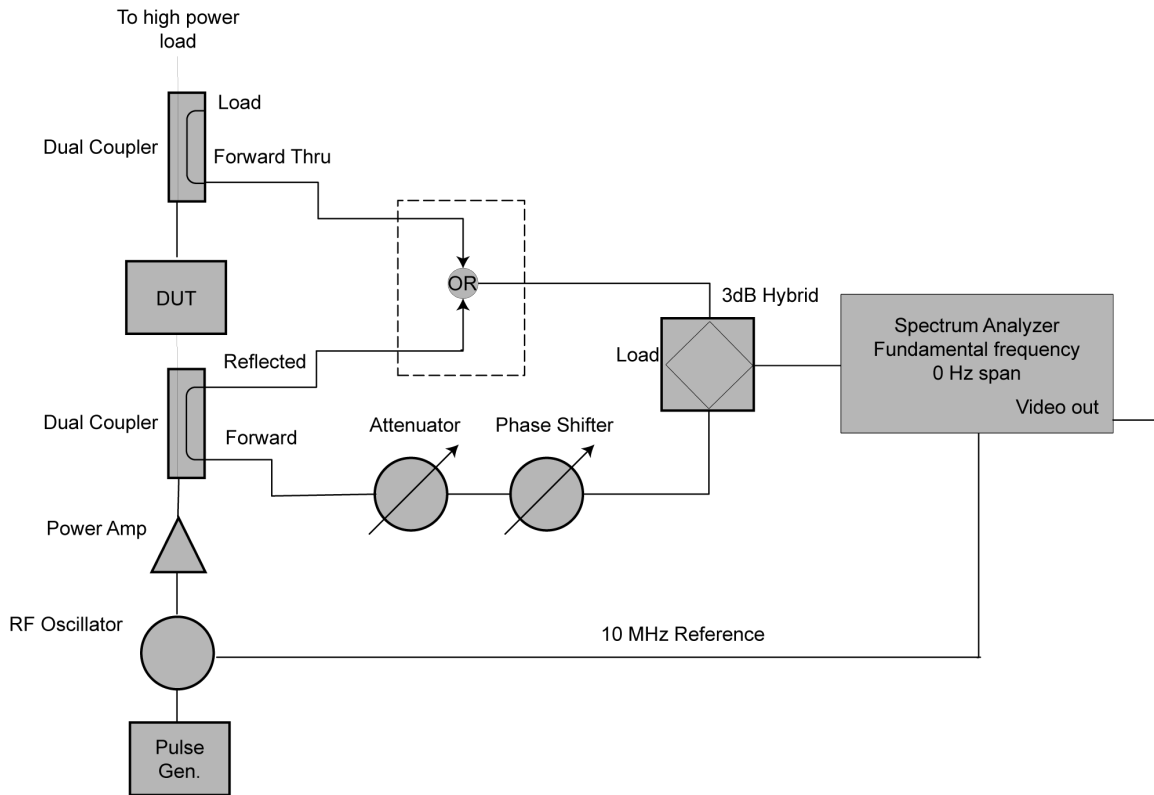 To high power
load
Load
Dual Coupler
Forward Thru
OR
DUT
3dB Hybrid
Spectrum Analyzer
Fundamental frequency
0 Hz span
Video out
Load
Reflected
Dual Coupler
Forward
Attenuator
Phase Shifter
Power Amp
RF Oscillator
10 MHz Reference
Pulse
Gen.